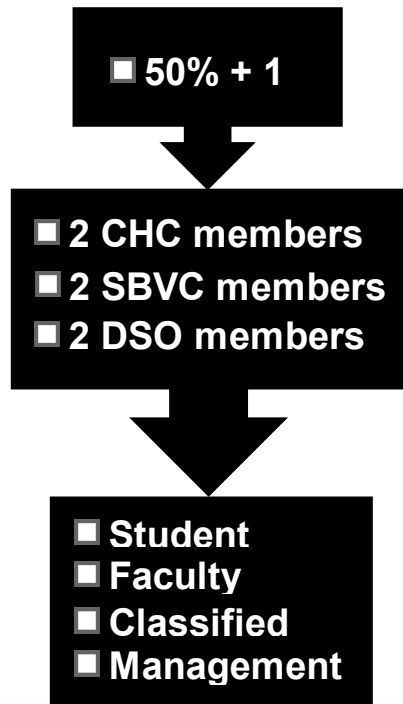 50% + 1
2 CHC members
2 SBVC members
2 DSO members
Student
Faculty
Classified
Management